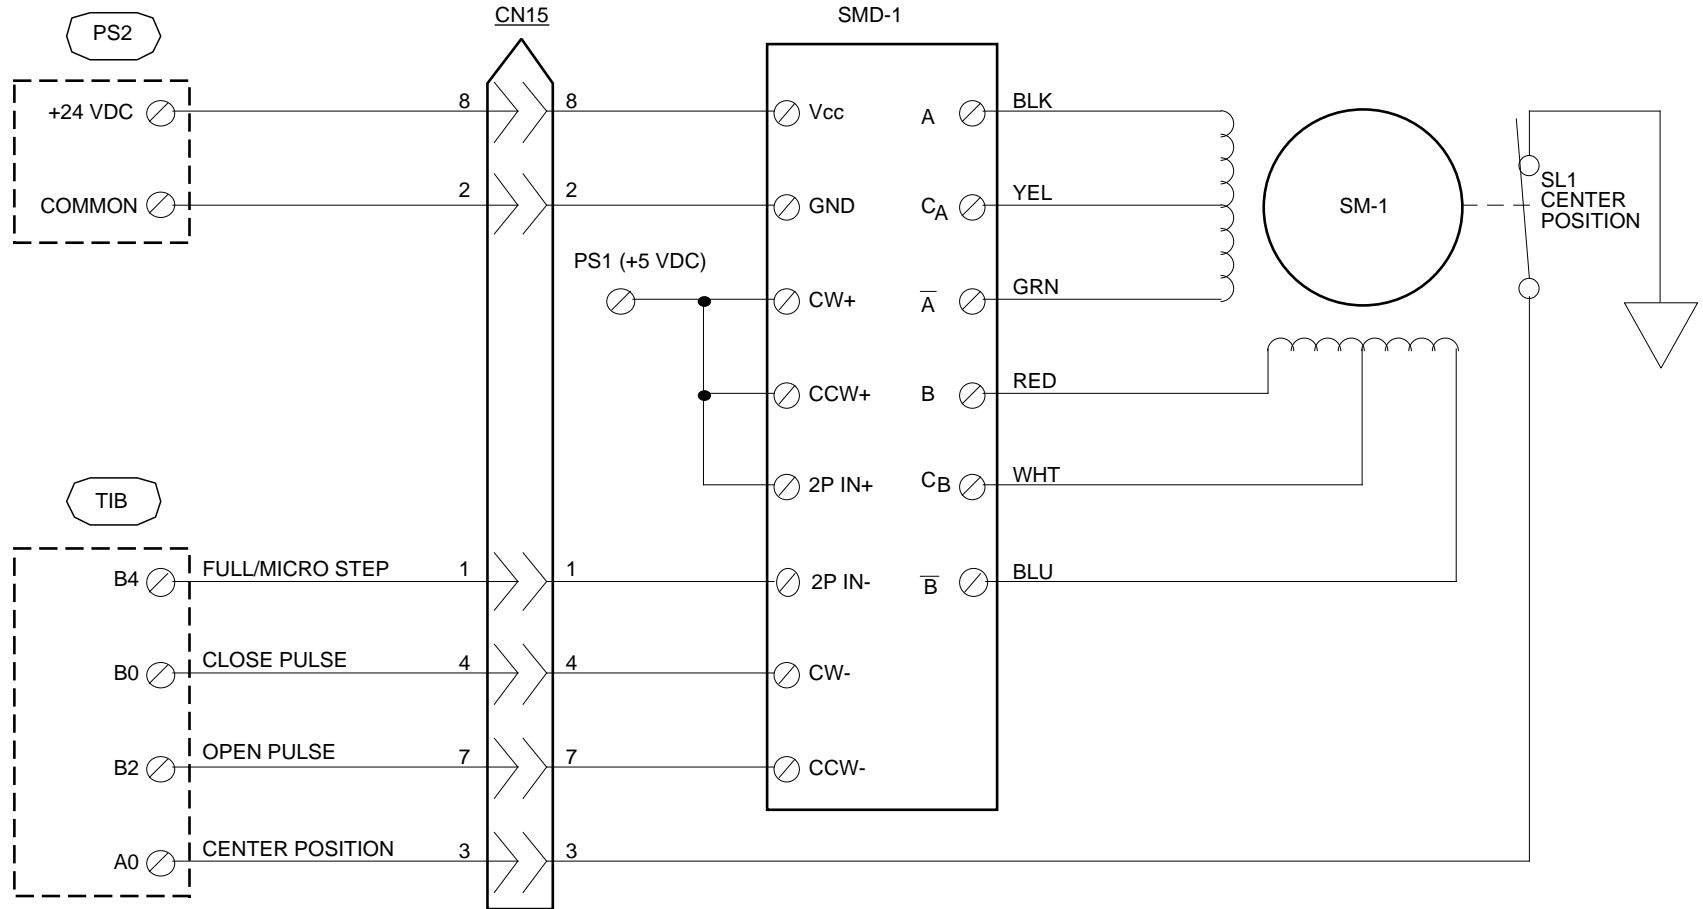 CN15
SMD-1
PS2
+24 VDC
8
8
Vcc
A
BLK
COMMON
2
2
GND
CA
YEL
SM-1
SL1
CENTER
POSITION
PS1 (+5 VDC)
CW+
A
GRN
CCW+
B
RED
TIB
2P IN+
CB
WHT
B4
FULL/MICRO STEP
1
1
2P IN-
B
BLU
B0
CLOSE PULSE
4
4
CW-
B2
OPEN PULSE
7
7
CCW-
A0
CENTER POSITION
3
3